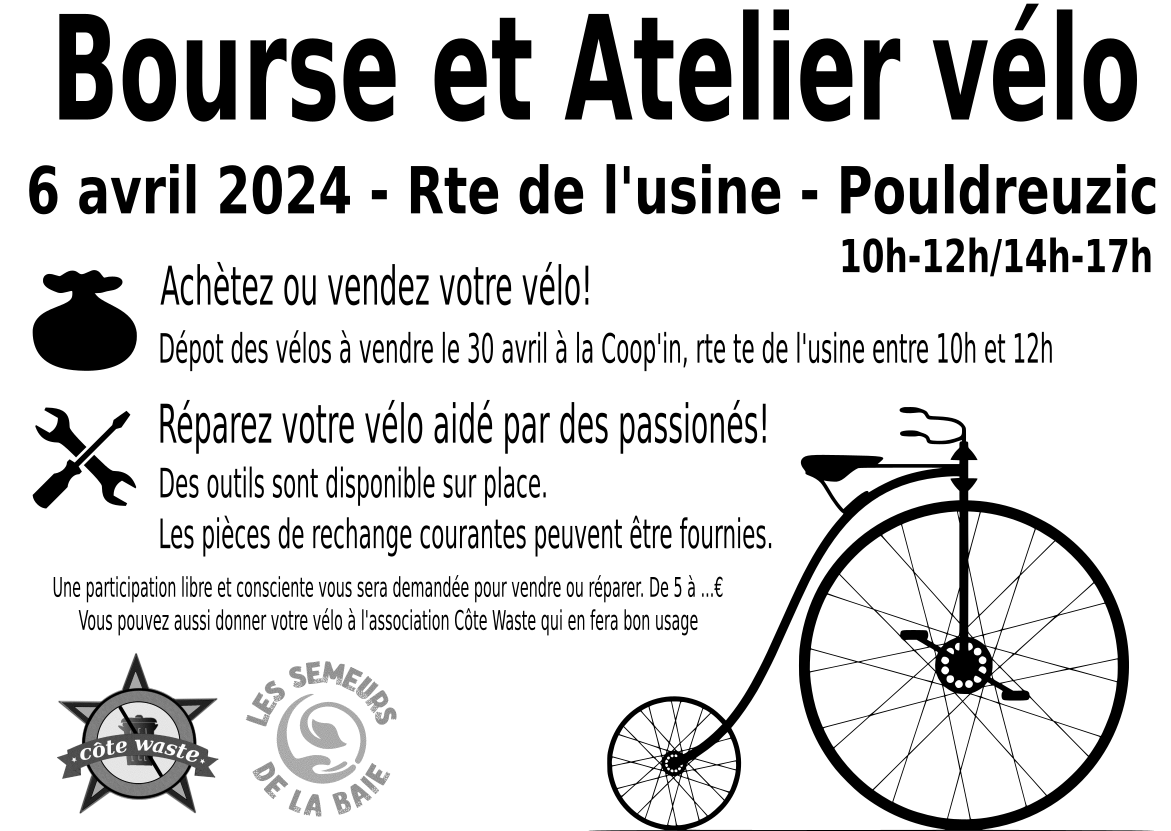 Bourse et Atelier vélo
6 avril 2024 - Rte de l'usine - Pouldreuzic
10h-12h/14h-17h
Achètez ou vendez votre vélo!
Dépot des vélos à vendre le 30 avril à la Coop'in, rte te de l'usine entre 10h et 12h
Réparez votre vélo aidé par des passionés!
Des outils sont disponible sur place.
Les pièces de rechange courantes peuvent être fournies.
Une participation libre et consciente vous sera demandée pour vendre ou réparer. De 5 à ...€
Vous pouvez aussi donner votre vélo à l'association Côte Waste qui en fera bon usage
côte waste
LES SEMEURS
DE LA BAIE